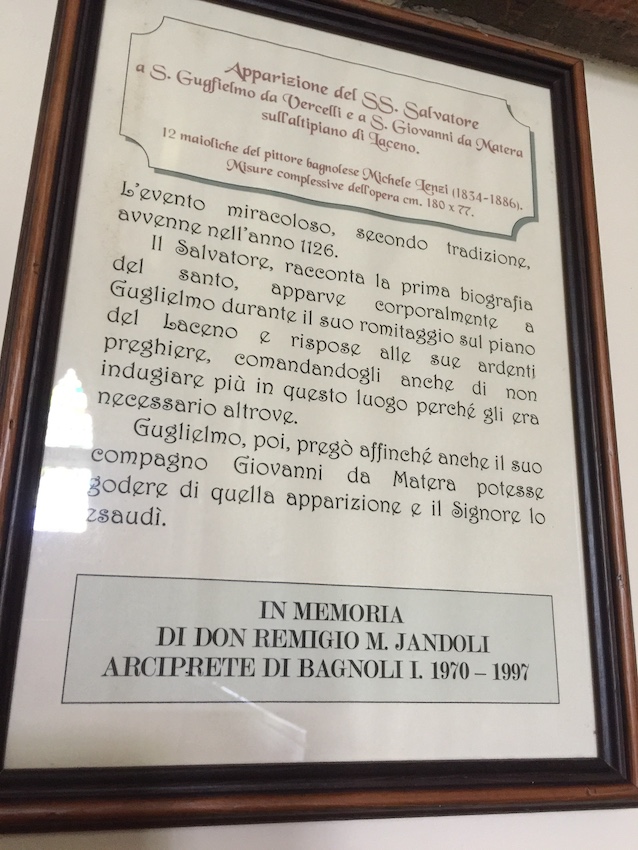 Apparizione del SS. Salvatore
a S. Guglielmo da Vercelli e a S. Giovanni da Matera
sull'altipiano di Laceno.
12 maioliche del pittore bagnolese Michele Lenzi (1834-1886).
Misure complessive dell'opera cm. 180 x 77.
L'evento miracoloso, secondo tradizione,
avvenne nell'anno 1126.
Il Salvatore, racconta la prima biografia
del santo, apparve corporalmente a
Guglielmo durante il suo romitaggio sul piano
del Laceno e rispose alle sue ardenti
preghiere, comandandogli anche di non
indugiare più in questo luogo perché gli era
necessario altrove.
Guglielmo, poi, pregò affinché anche il suo
compagno Giovanni da Matera potesse
godere di quella apparizione e il Signore lo
esaudì.
IN MEMORIA
DI DON REMIGIO M. JANDOLI
ARCIPRETE DI BAGNOLI I. 1970 – 1997